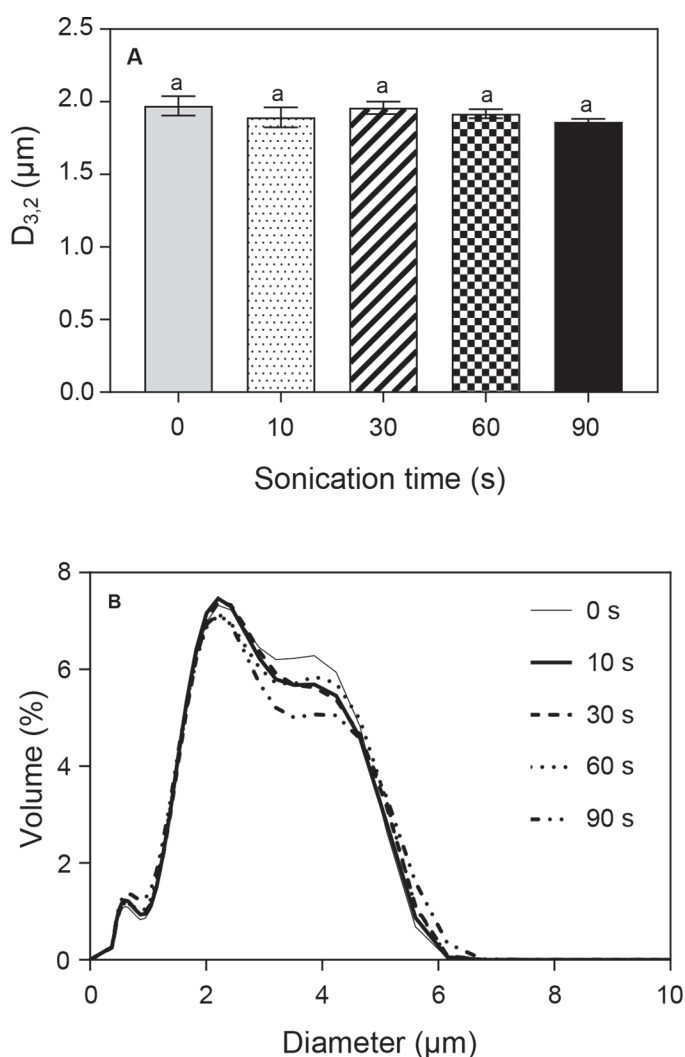 A
2.5
2.0
1.5
1.0
0.5
0.0
D3,2 (µm)
a
a
a
a
a
0 10 30 60 90
Sonication time (s)
B
8
6
4
2
0
Volume (%)
0 s
10 s
30 s
60 s
90 s
0 2 4 6 8 10
Diameter (µm)